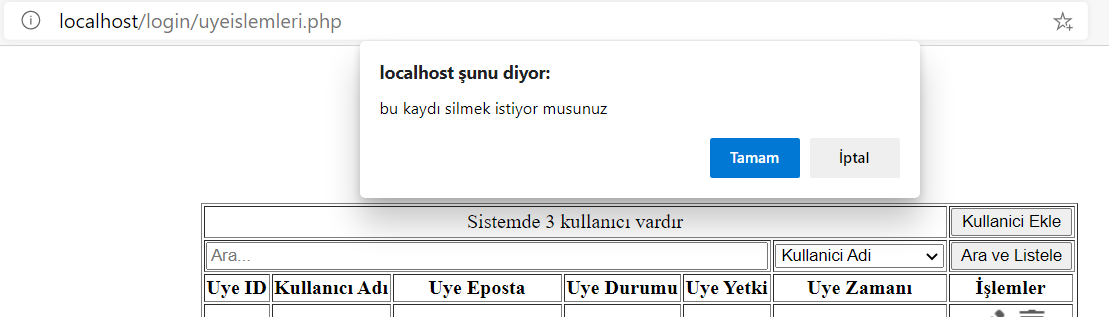 localhost/login/uyeislemleri.php
localhost şunu diyor:
bu kaydı silmek istiyor musunuz
Tamam İptal
Sistemde 3 kullanıcı vardır Kullanici Ekle
Ara... Kullanici Adi Ara ve Listele
Uye ID Kullanıcı Adı Uye Eposta Uye Durumu Uye Yetki Uye Zamanı İşlemler